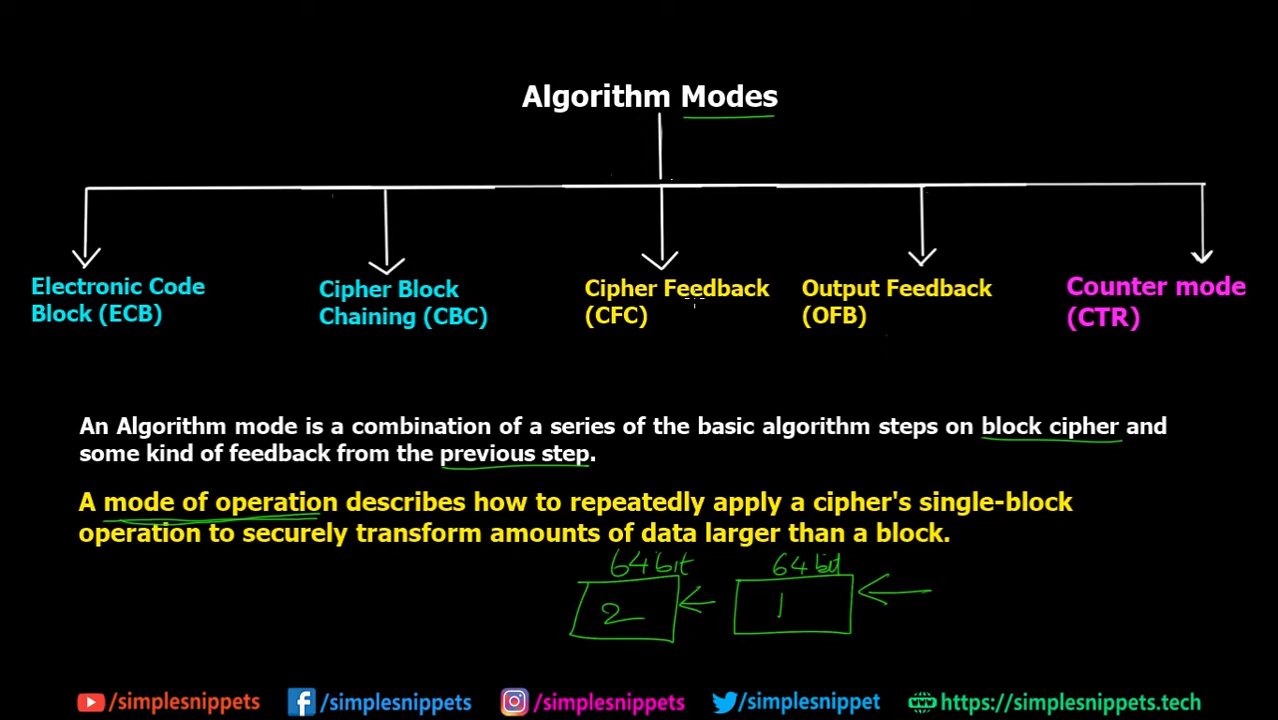 Algorithm Modes
Electronic Code
Block (ECB)
Cipher Block
Chaining (CBC)
Cipher Feedback
(CFC)
Output Feedback
(OFB)
Counter mode
(CTR)
An Algorithm mode is a combination of a series of the basic algorithm steps on block cipher and
some kind of feedback from the previous step.
A mode of operation describes how to repeatedly apply a cipher's single-block
operation to securely transform amounts of data larger than a block.
64 bit 64 bit
2 1
/simplesnippets /simplesnippets /simplesnippets /simplesnippet https://simplesnippets.tech